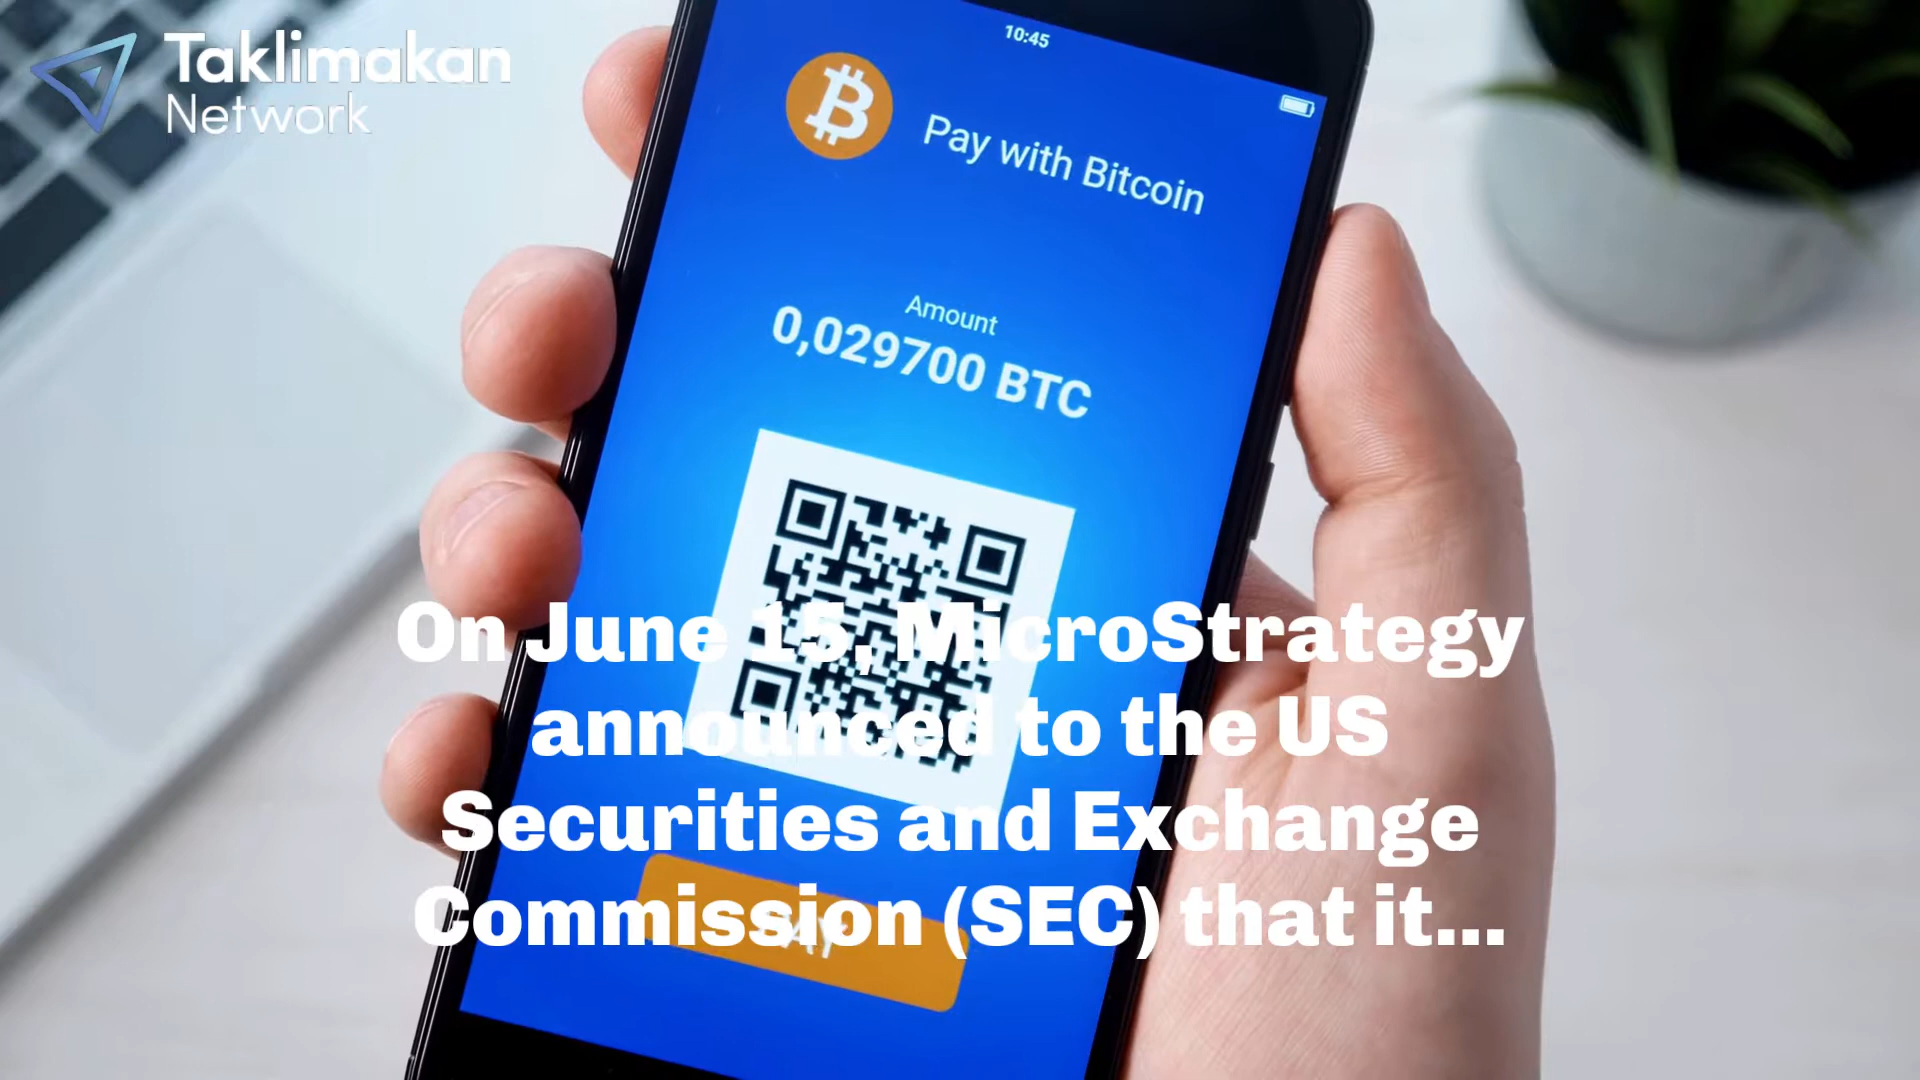 Taklimakan
Network
10:45
Pay with Bitcoin
Amount
0,029700 BTC
On June 15, MicroStrategy
announced to the US
Securities and Exchange
Commission (SEC) that it...
PAY